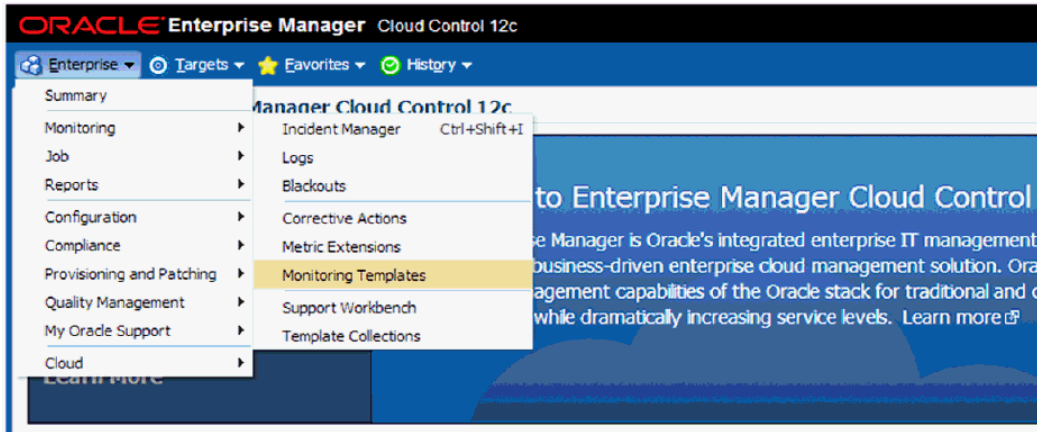 ORACLE Enterprise Manager Cloud Control 12c
Enterprise Targets Favorites History
Summary
Manager Cloud Control 12c
Monitoring
Job
Reports
Configuration
Compliance
Provisioning and Patching
Quality Management
My Oracle Support
Cloud
Incident Manager Ctrl+Shift+I
Logs
Blackouts
Corrective Actions
Metric Extensions
Monitoring Templates
Support Workbench
Template Collections
to Enterprise Manager Cloud Control
se Manager is Oracle's integrated enterprise IT management
business-driven enterprise cloud management solution. Ora
agement capabilities of the Oracle stack for traditional and
while dramatically increasing service levels. Learn more
Learn More